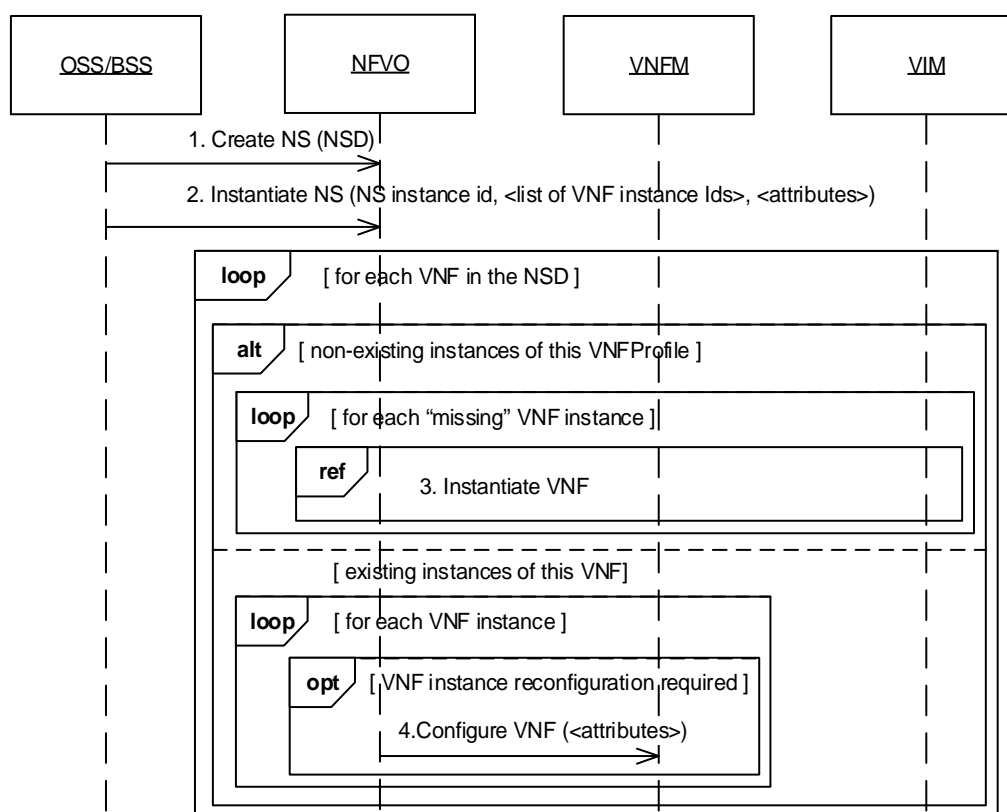 OSS/BSS
NFVO
VNFM
VIM
1. Create NS (NSD)
2. Instantiate NS (NS instance id, <list of VNF instance Ids>, <attributes>)
loop
[ for each VNF in the NSD ]
alt
[ non-existing instances of this VNFProfile ]
loop
[ for each “missing” VNF instance ]
ref
3. Instantiate VNF
[ existing instances of this VNF]
loop
[ for each VNF instance ]
opt
[ VNF instance reconfiguration required ]
4.Configure VNF (<attributes>)